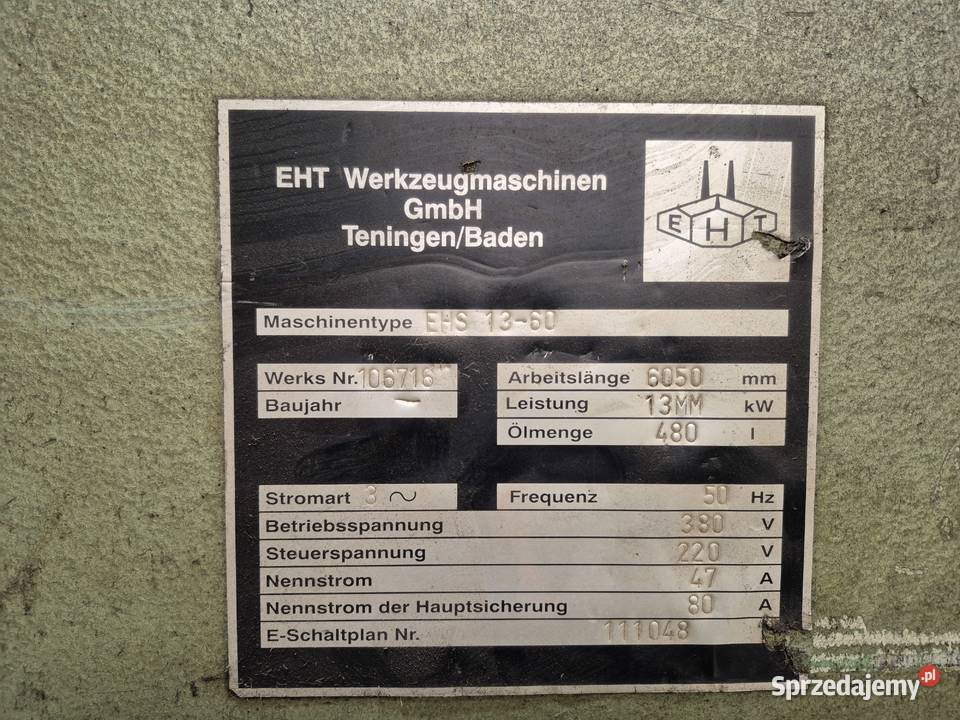 EHT Werkzeugmaschinen
GmbH
Teningen/Baden
E H T
Maschinentype EHS 13-60
Werks Nr. 106716
Baujahr -
Arbeitslänge 6050 mm
Leistung 13MM kW
Ölmenge 480 l
Stromart 3 ~
Frequenz 50 Hz
Betriebsspannung 380 V
Steuerspannung 220 V
Nennstrom 47 A
Nennstrom der Hauptsicherung 80 A
E-Schaltplan Nr. 111048
Sprzedajemy.pl